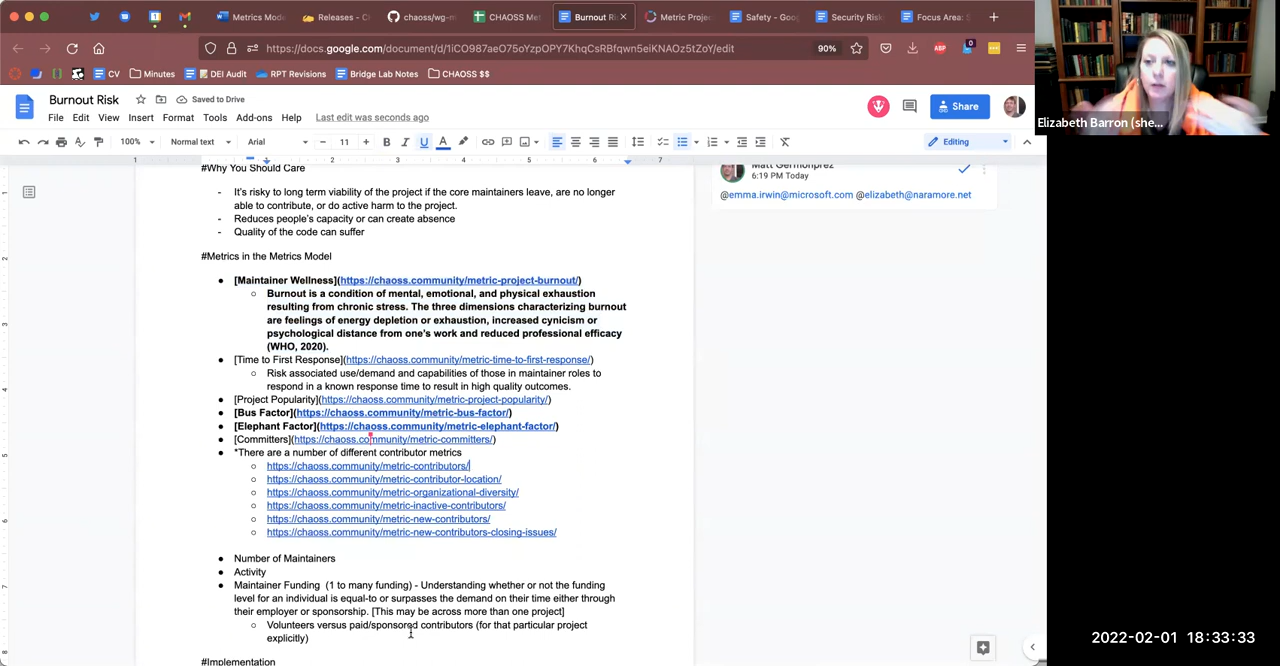 Metrics Mode
Releases - C
chaoss/wg-m
CHAOSS Me
Burnout Ris
Metric Proje
Safety - Goo
Security Risk
Focus Area: S
https://docs.google.com/document/d/1iCO987aeO75oYzpOPY7KhqCsRBfqwn5eiKNAOz5tZoY/edit
90%
ABP
0
CV
Minutes
DEI Audit
RPT Revisions
Bridge Lab Notes
CHAOSS $$
Elizabeth Barron (she...
Burnout Risk
Saved to Drive
File Edit View Insert Format Tools Add-ons Help Last edit was seconds ago
Share
100% Normal text Arial 11 B I U A
Editing
1 1 2 3 4 5 6 7
#Why You Should Care
- It's risky to long term viability of the project if the core maintainers leave, are no longer
able to contribute, or do active harm to the project.
- Reduces people's capacity or can create absence
- Quality of the code can suffer
#Metrics in the Metrics Model
● [Maintainer Wellness](https://chaoss.community/metric-project-burnout/)
○ Burnout is a condition of mental, emotional, and physical exhaustion
resulting from chronic stress. The three dimensions characterizing burnout
are feelings of energy depletion or exhaustion, increased cynicism or
psychological distance from one's work and reduced professional efficacy
(WHO, 2020).
● [Time to First Response](https://chaoss.community/metric-time-to-first-response/)
○ Risk associated use/demand and capabilities of those in maintainer roles to
respond in a known response time to result in high quality outcomes.
● [Project Popularity](https://chaoss.community/metric-project-popularity/)
● [Bus Factor](https://chaoss.community/metric-bus-factor/)
● [Elephant Factor](https://chaoss.community/metric-elephant-factor/)
● [Committers](https://chaoss.community/metric-committers/)
● *There are a number of different contributor metrics
○ https://chaoss.community/metric-contributors/
○ https://chaoss.community/metric-contributor-location/
○ https://chaoss.community/metric-organizational-diversity/
○ https://chaoss.community/metric-inactive-contributors/
○ https://chaoss.community/metric-new-contributors/
○ https://chaoss.community/metric-new-contributors-closing-issues/
● Number of Maintainers
● Activity
● Maintainer Funding (1 to many funding) - Understanding whether or not the funding
level for an individual is equal-to or surpasses the demand on their time either through
their employer or sponsorship. [This may be across more than one project]
○ Volunteers versus paid/sponsored contributors (for that particular project
explicitly)
#Implementation
Matt Germonprez
6:19 PM Today
@emma.irwin@microsoft.com @elizabeth@naramore.net
2022-02-01 18:33:33